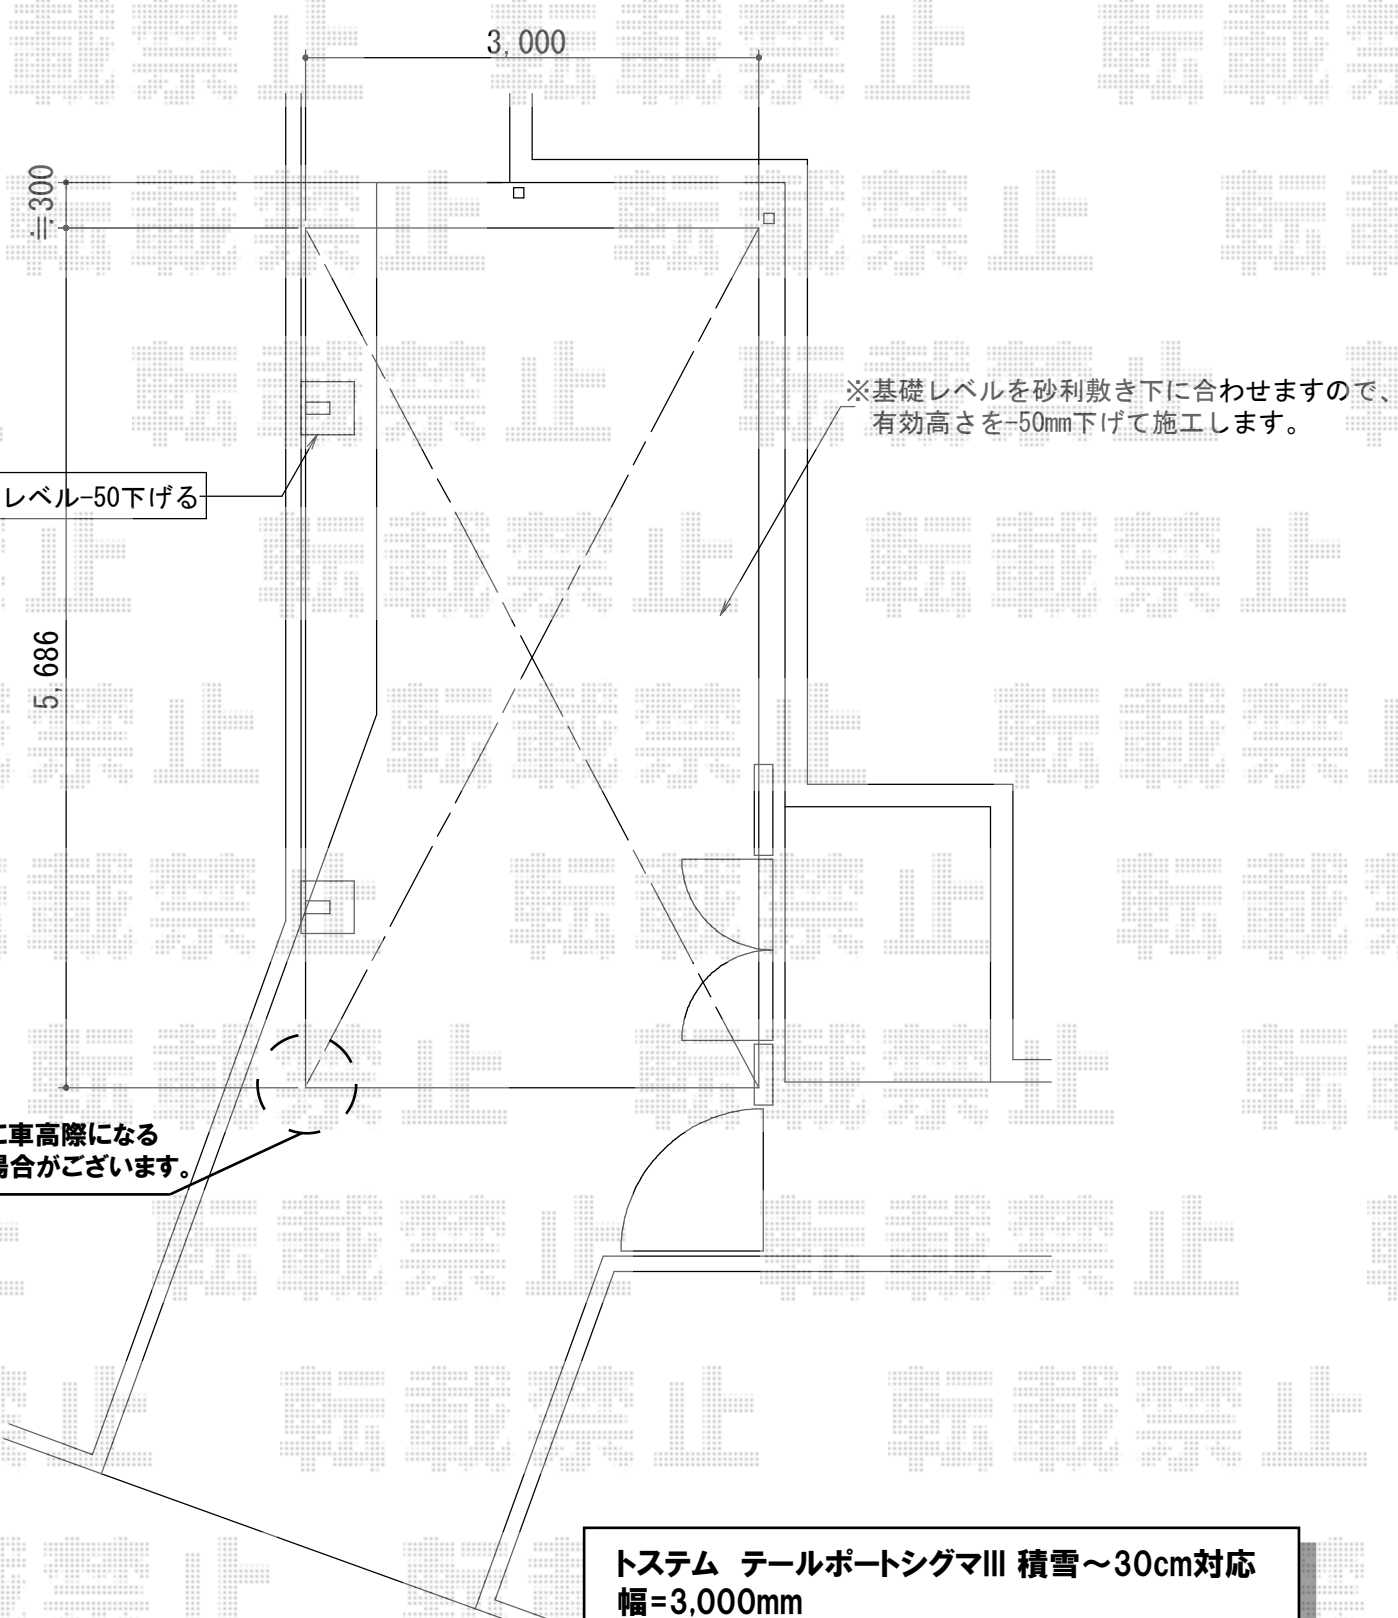 3,000
≒300
※基礎レベルを砂利敷き下に合わせますので、
有効高さを-50mm下げて施工します。
レベル-50下げる
5,686
車高際になる
場合がございます。
トステム テールポートシグマⅢ 積雪～30cm対応
幅=3,000mm
転載禁止